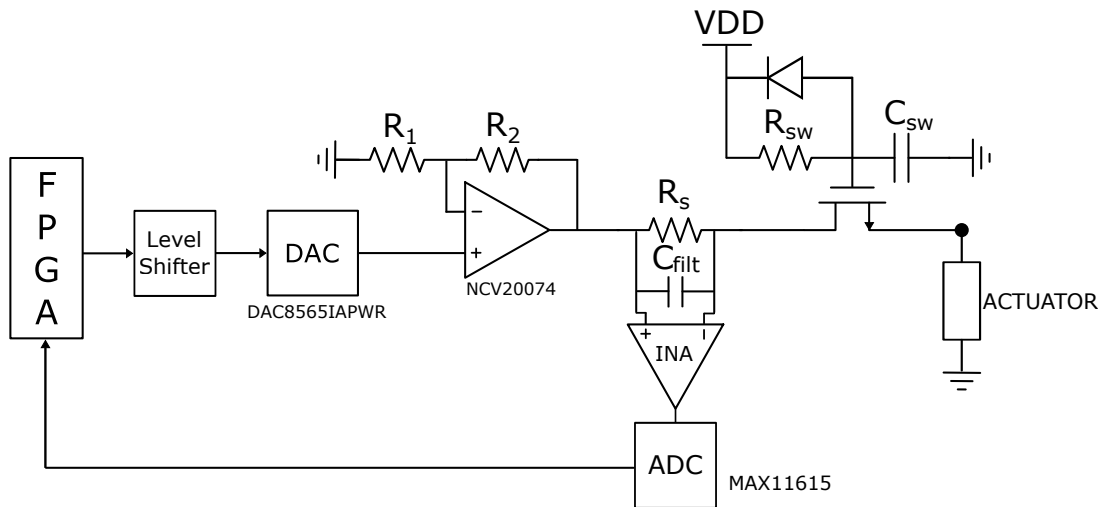 VDD
R1
R2
Rsw
Csw
F
P
G
A
Level
Shifter
DAC
DAC8565IAPWR
−
+
NCV20074
Rs
Cfilt
+
−
INA
ADC
MAX11615
ACTUATOR